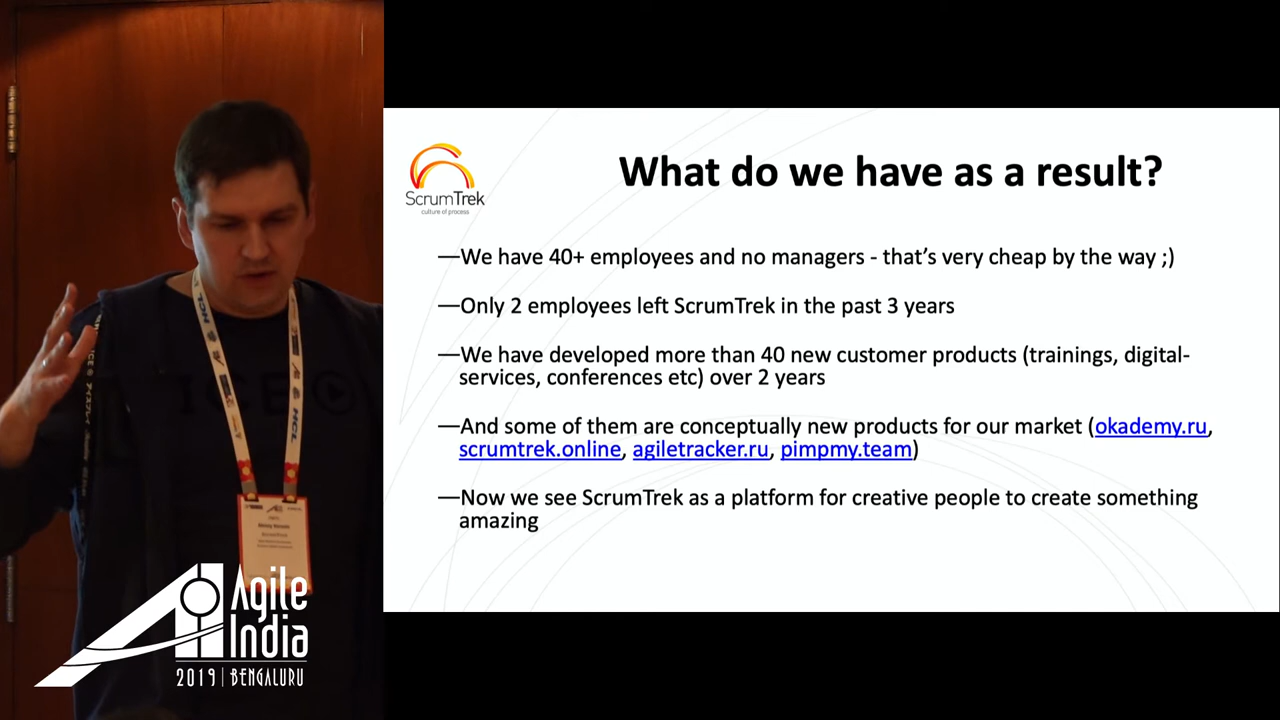 ScrumTrek
culture of process
What do we have as a result?
—We have 40+ employees and no managers - that's very cheap by the way ;)
—Only 2 employees left ScrumTrek in the past 3 years
—We have developed more than 40 new customer products (trainings, digital-
services, conferences etc) over 2 years
—And some of them are conceptually new products for our market (okademy.ru,
scrumtrek.online, agiletracker.ru, pimpmy.team)
—Now we see ScrumTrek as a platform for creative people to create something
amazing
HCL
HCL
Agile
India
2019 | BENGALURU